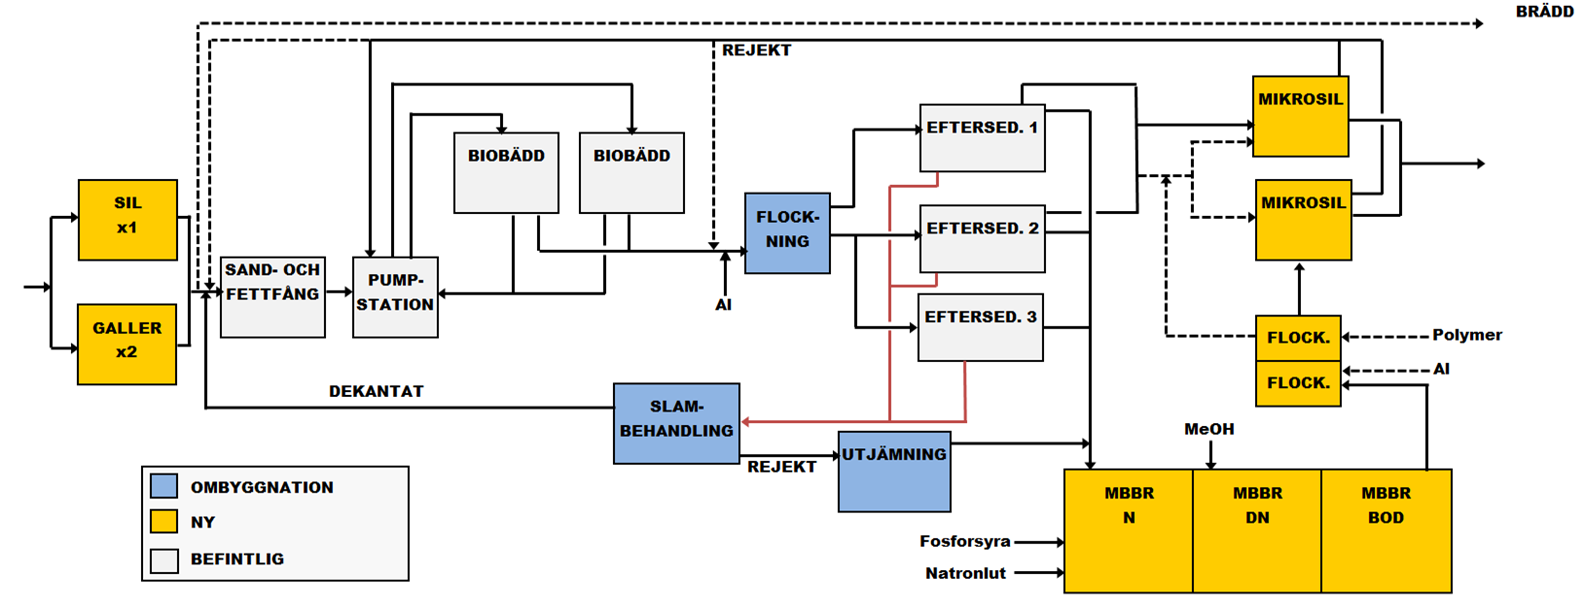 BRÄDD
REJEKT
MIKROSIL
EFTERSED. 1
BIOBÄDD
BIOBÄDD
SIL
x1
MIKROSIL
FLOCK-
NING
EFTERSED. 2
SAND- OCH
FETTFÅNG
PUMP-
STATION
Al
EFTERSED. 3
GALLER
x2
FLOCK.
Polymer
FLOCK.
Al
DEKANTAT
SLAM-
BEHANDLING
MeOH
UTJÄMNING
REJEKT
OMBYGGNATION
NY
BEFINTLIG
MBBR
N
MBBR
DN
MBBR
BOD
Fosforsyra
Natronlut